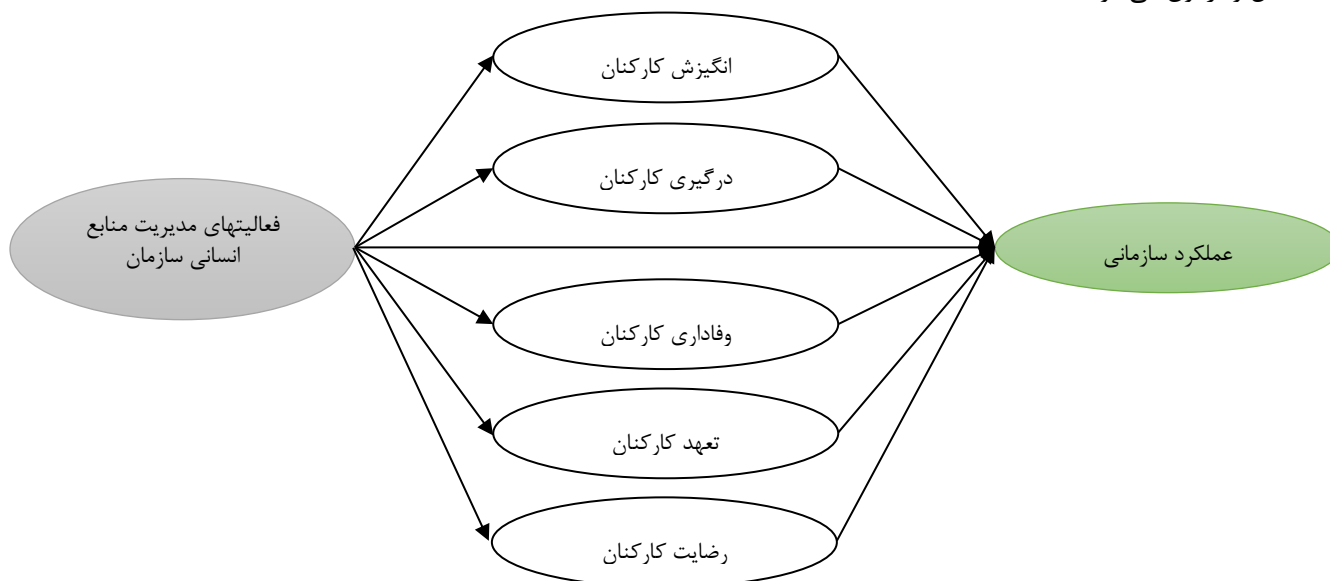 انگیزش کارکنان
درگیری کارکنان
فعالیتهای مدیریت منابع
انسانی سازمان
عملکرد سازمانی
وفاداری کارکنان
تعهد کارکنان
رضایت کارکنان